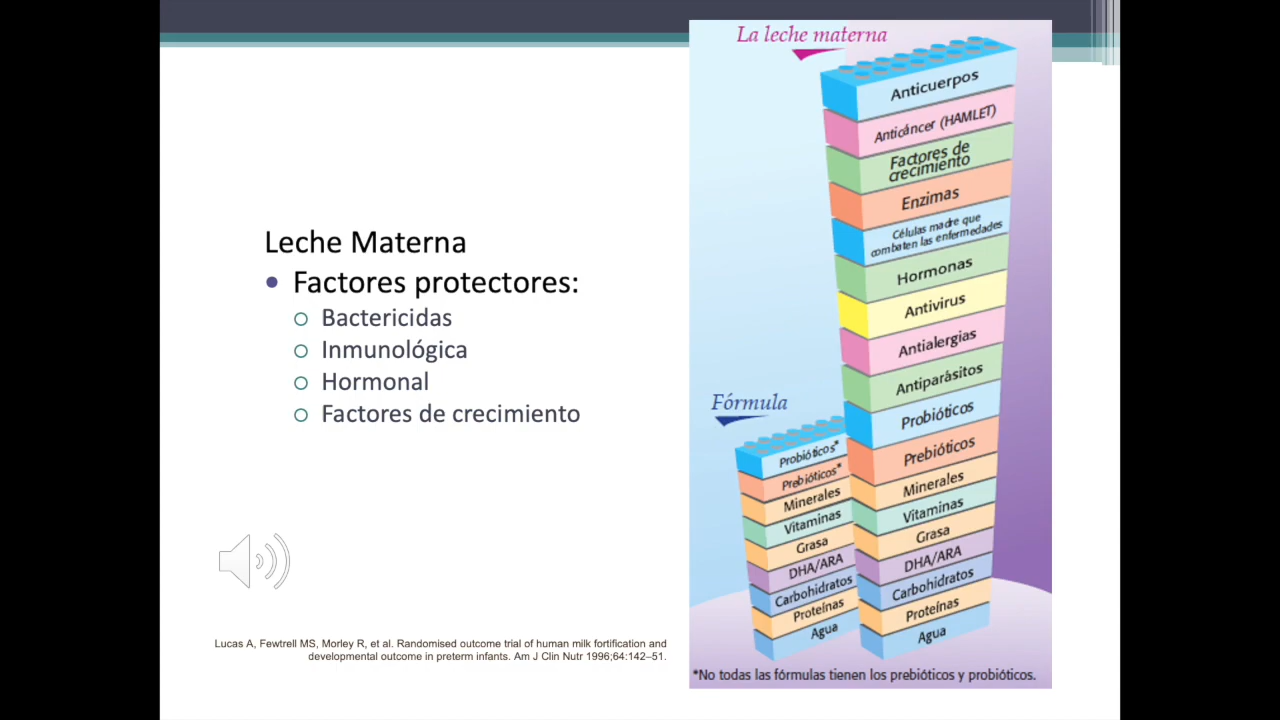 Leche Materna
Factores protectores:
Bactericidas
Inmunológica
Hormonal
Factores de crecimiento
Lucas A, Fewtrell MS, Morley R, et al. Randomised outcome trial of human milk fortification and
developmental outcome in preterm infants. Am J Clin Nutr 1996;64:142–51.
La leche materna
Anticuerpos
Anticáncer (HAMLET)
Factores de
crecimiento
Enzimas
Células madre que
combaten las enfermedades
Hormonas
Antivirus
Antialergias
Antiparásitos
Probióticos
Prebióticos
Minerales
Vitaminas
Grasa
DHA/ARA
Carbohidratos
Proteínas
Agua
Fórmula
Probióticos*
Prebióticos*
Minerales
Vitaminas
Grasa
DHA/ARA
Carbohidratos
Proteínas
Agua
*No todas las fórmulas tienen los prebióticos y probióticos.